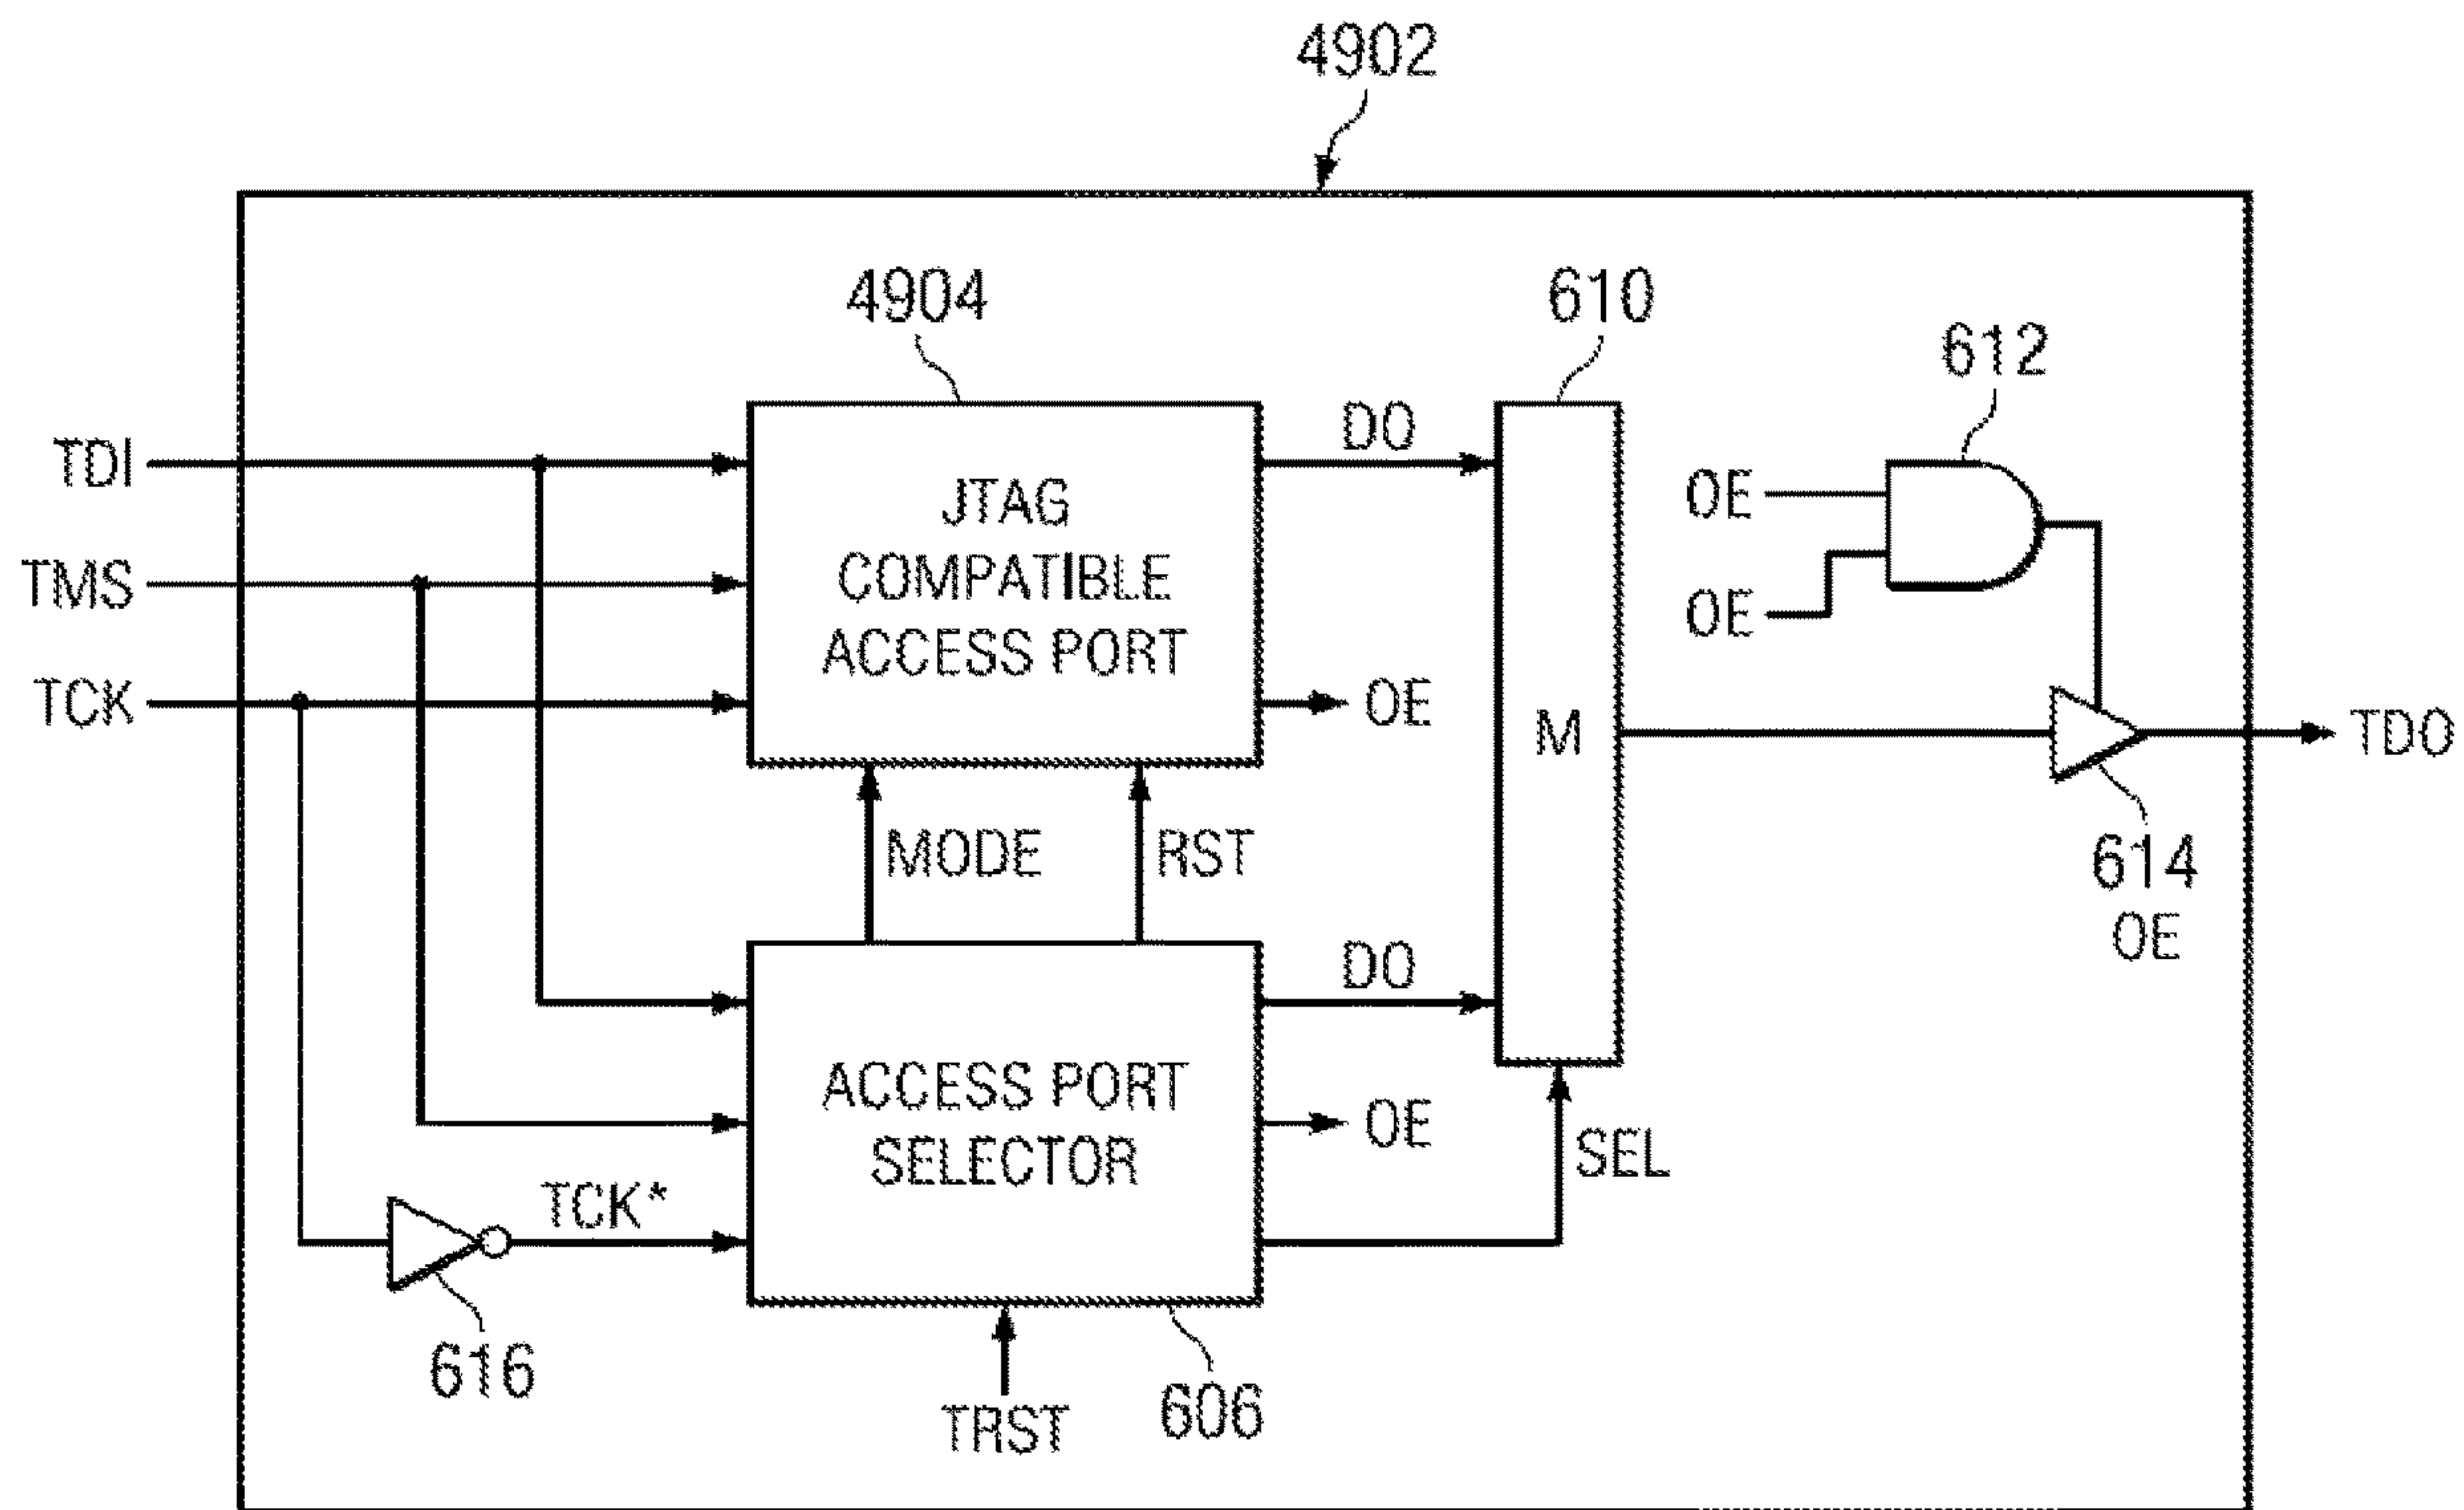 4902
4904
610
612
TDI
TMS
TCK
JTAG
COMPATIBLE
ACCESS PORT
DO
OE
MODE
RST
M
OE
OE
614
OE
TDO
ACCESS PORT
SELECTOR
DO
OE
SEL
TCK*
616
TRST
606